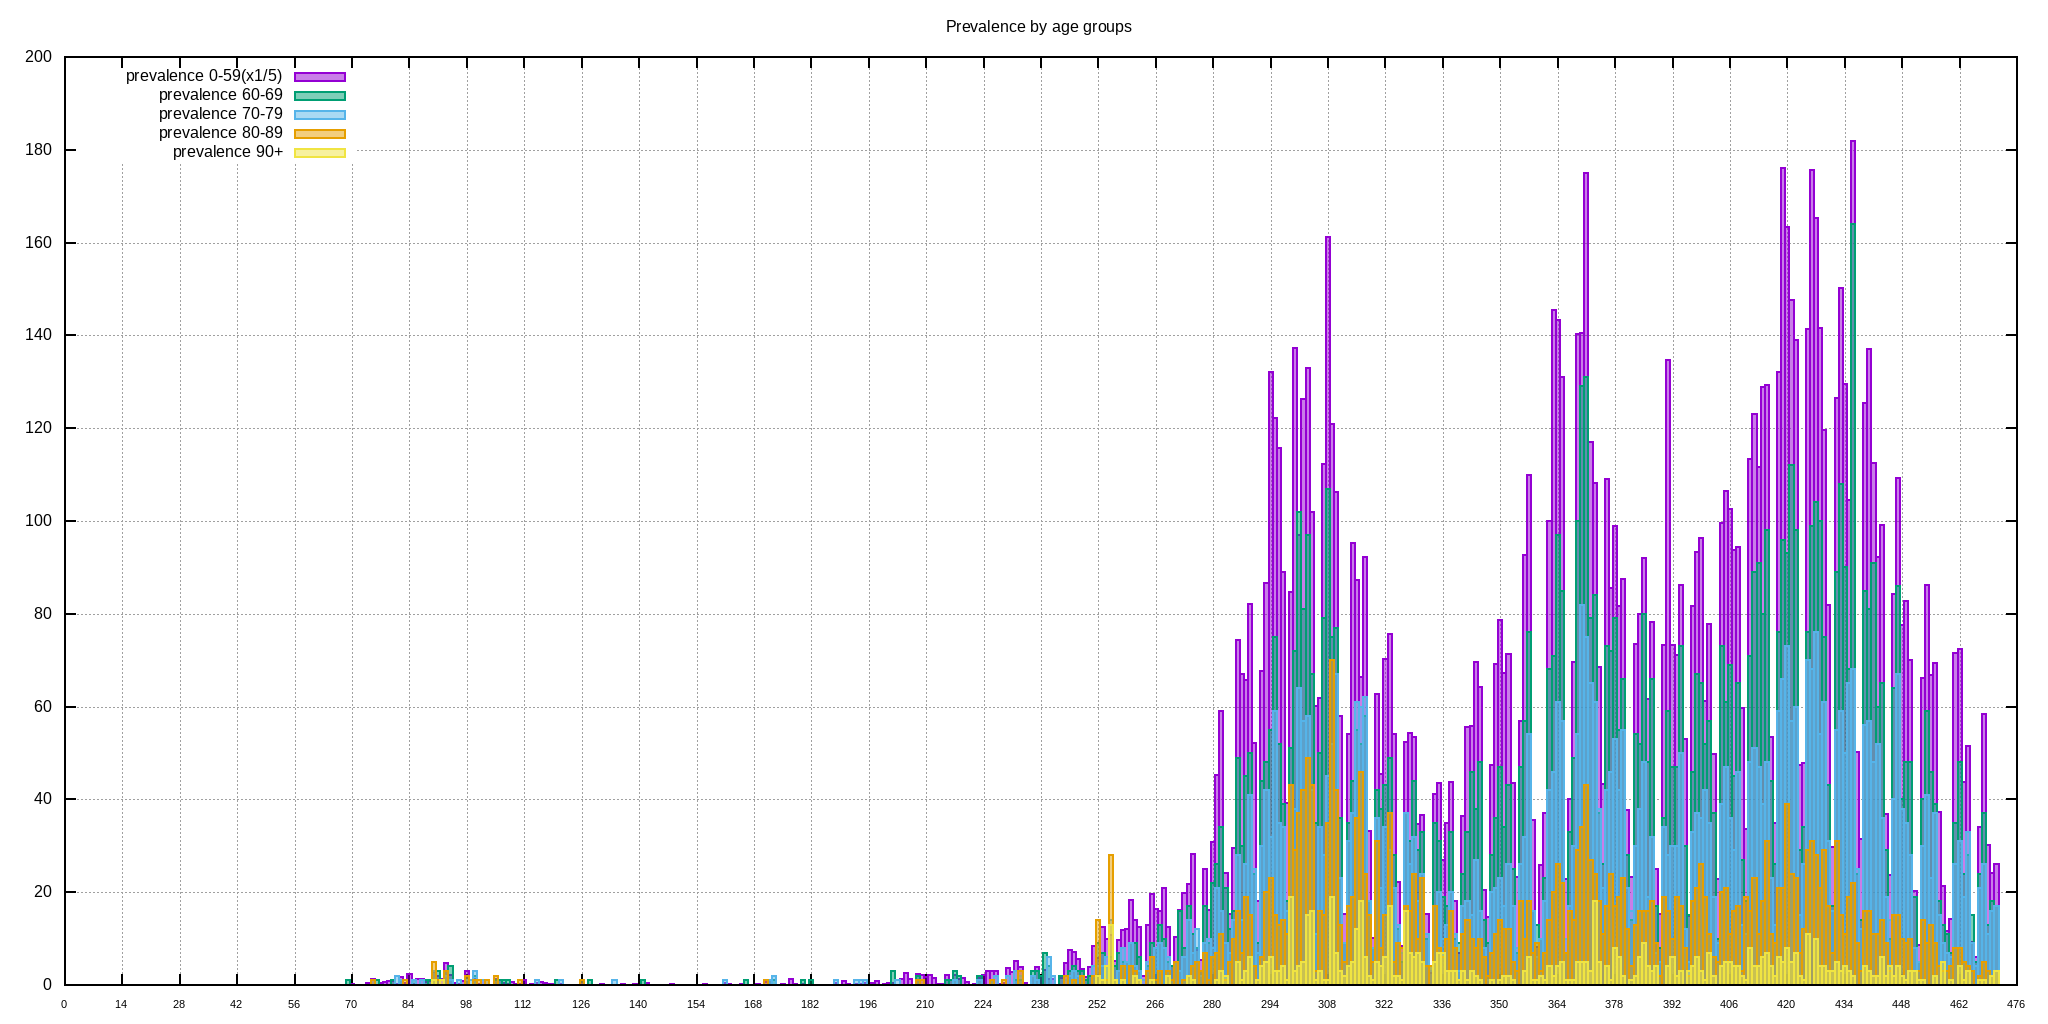 Prevalence by age groups
200
180
160
140
120
100
80
60
40
20
0
prevalence 0-59(x1/5)
prevalence 60-69
prevalence 70-79
prevalence 80-89
prevalence 90+
0 14 28 42 56 70 84 98 112 126 140 154 168 182 196 210 224 238 252 266 280 294 308 322 336 350 364 378 392 406 420 434 448 462 476